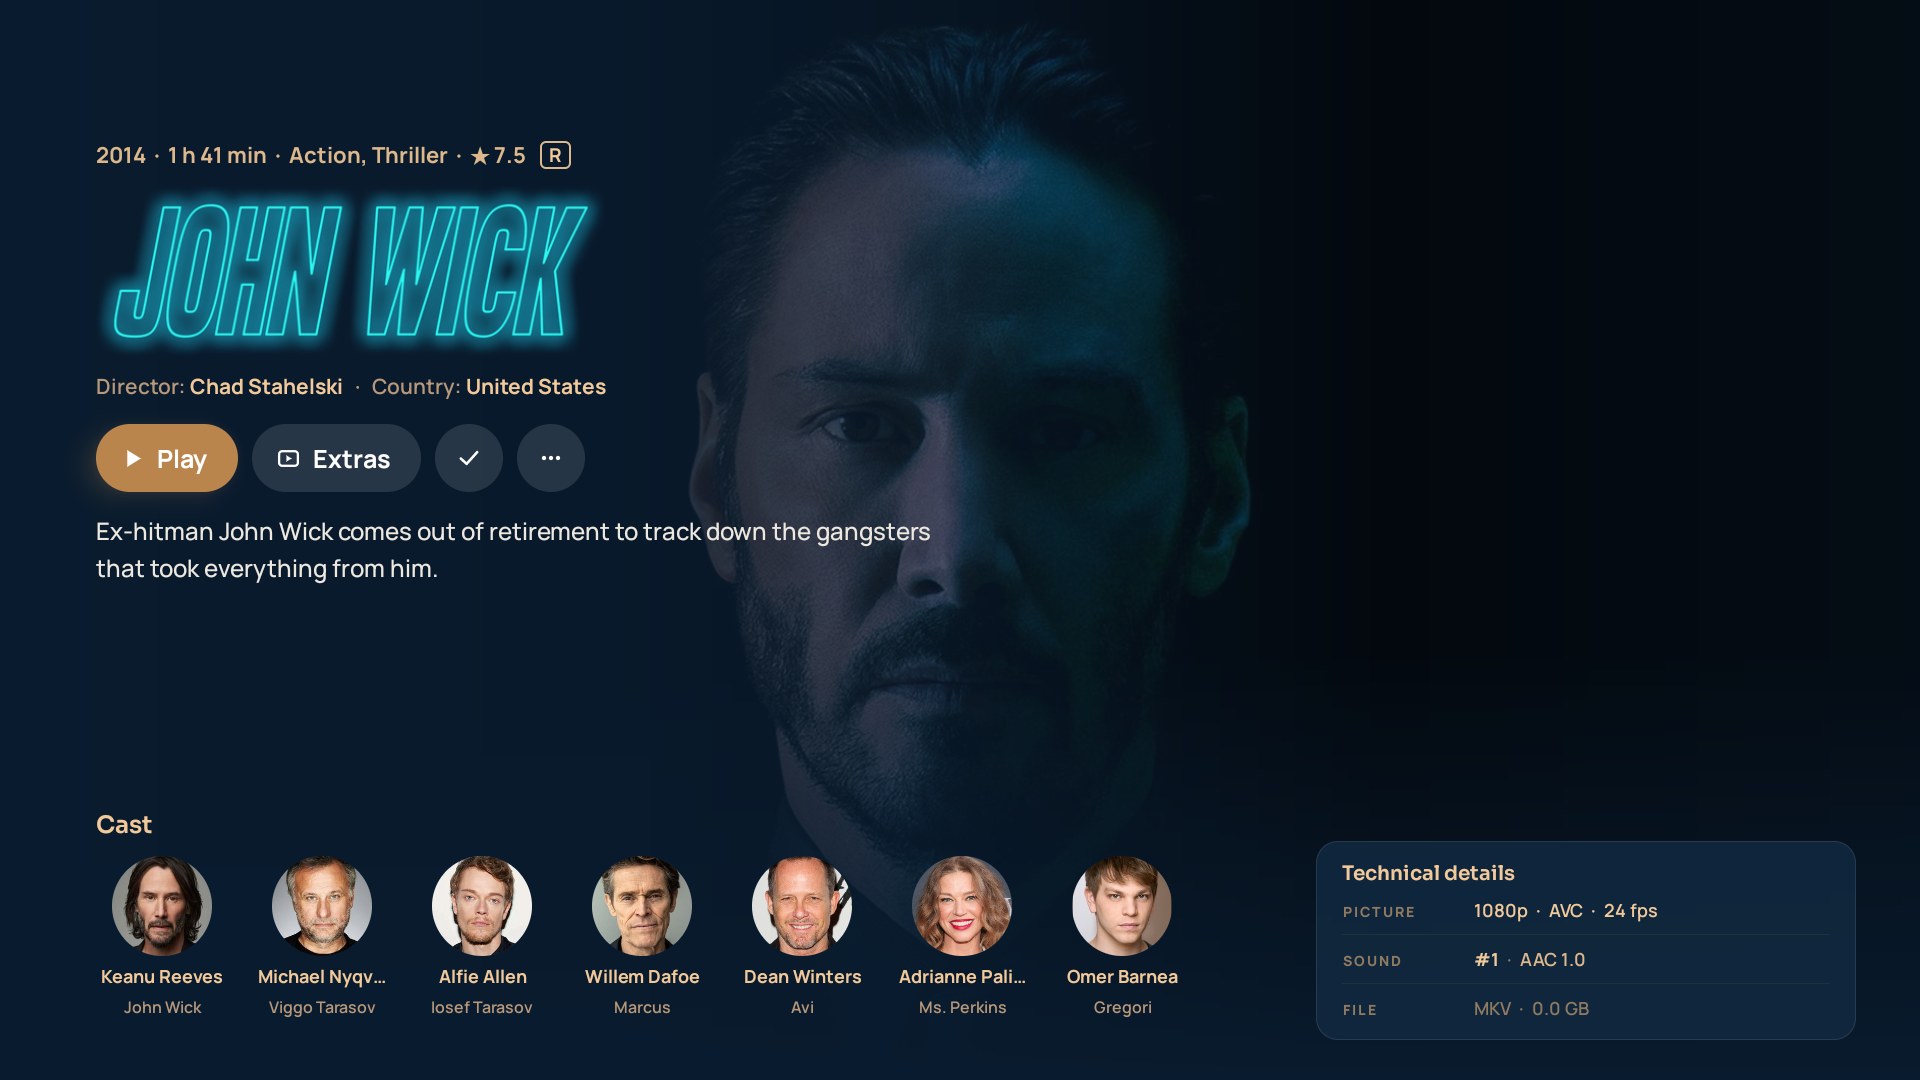 2014 · 1 h 41 min · Action, Thriller · ★ 7.5 R
JOHN WICK
Director: Chad Stahelski · Country: United States
Play
Extras
Ex-hitman John Wick comes out of retirement to track down the gangsters
that took everything from him.
Cast
Keanu Reeves
John Wick
Michael Nyqv...
Viggo Tarasov
Alfie Allen
Iosef Tarasov
Willem Dafoe
Marcus
Dean Winters
Avi
Adrianne Pali...
Ms. Perkins
Omer Barnea
Gregori
Technical details
PICTURE 1080p · AVC · 24 fps
SOUND #1 · AAC 1.0
FILE MKV · 0.0 GB